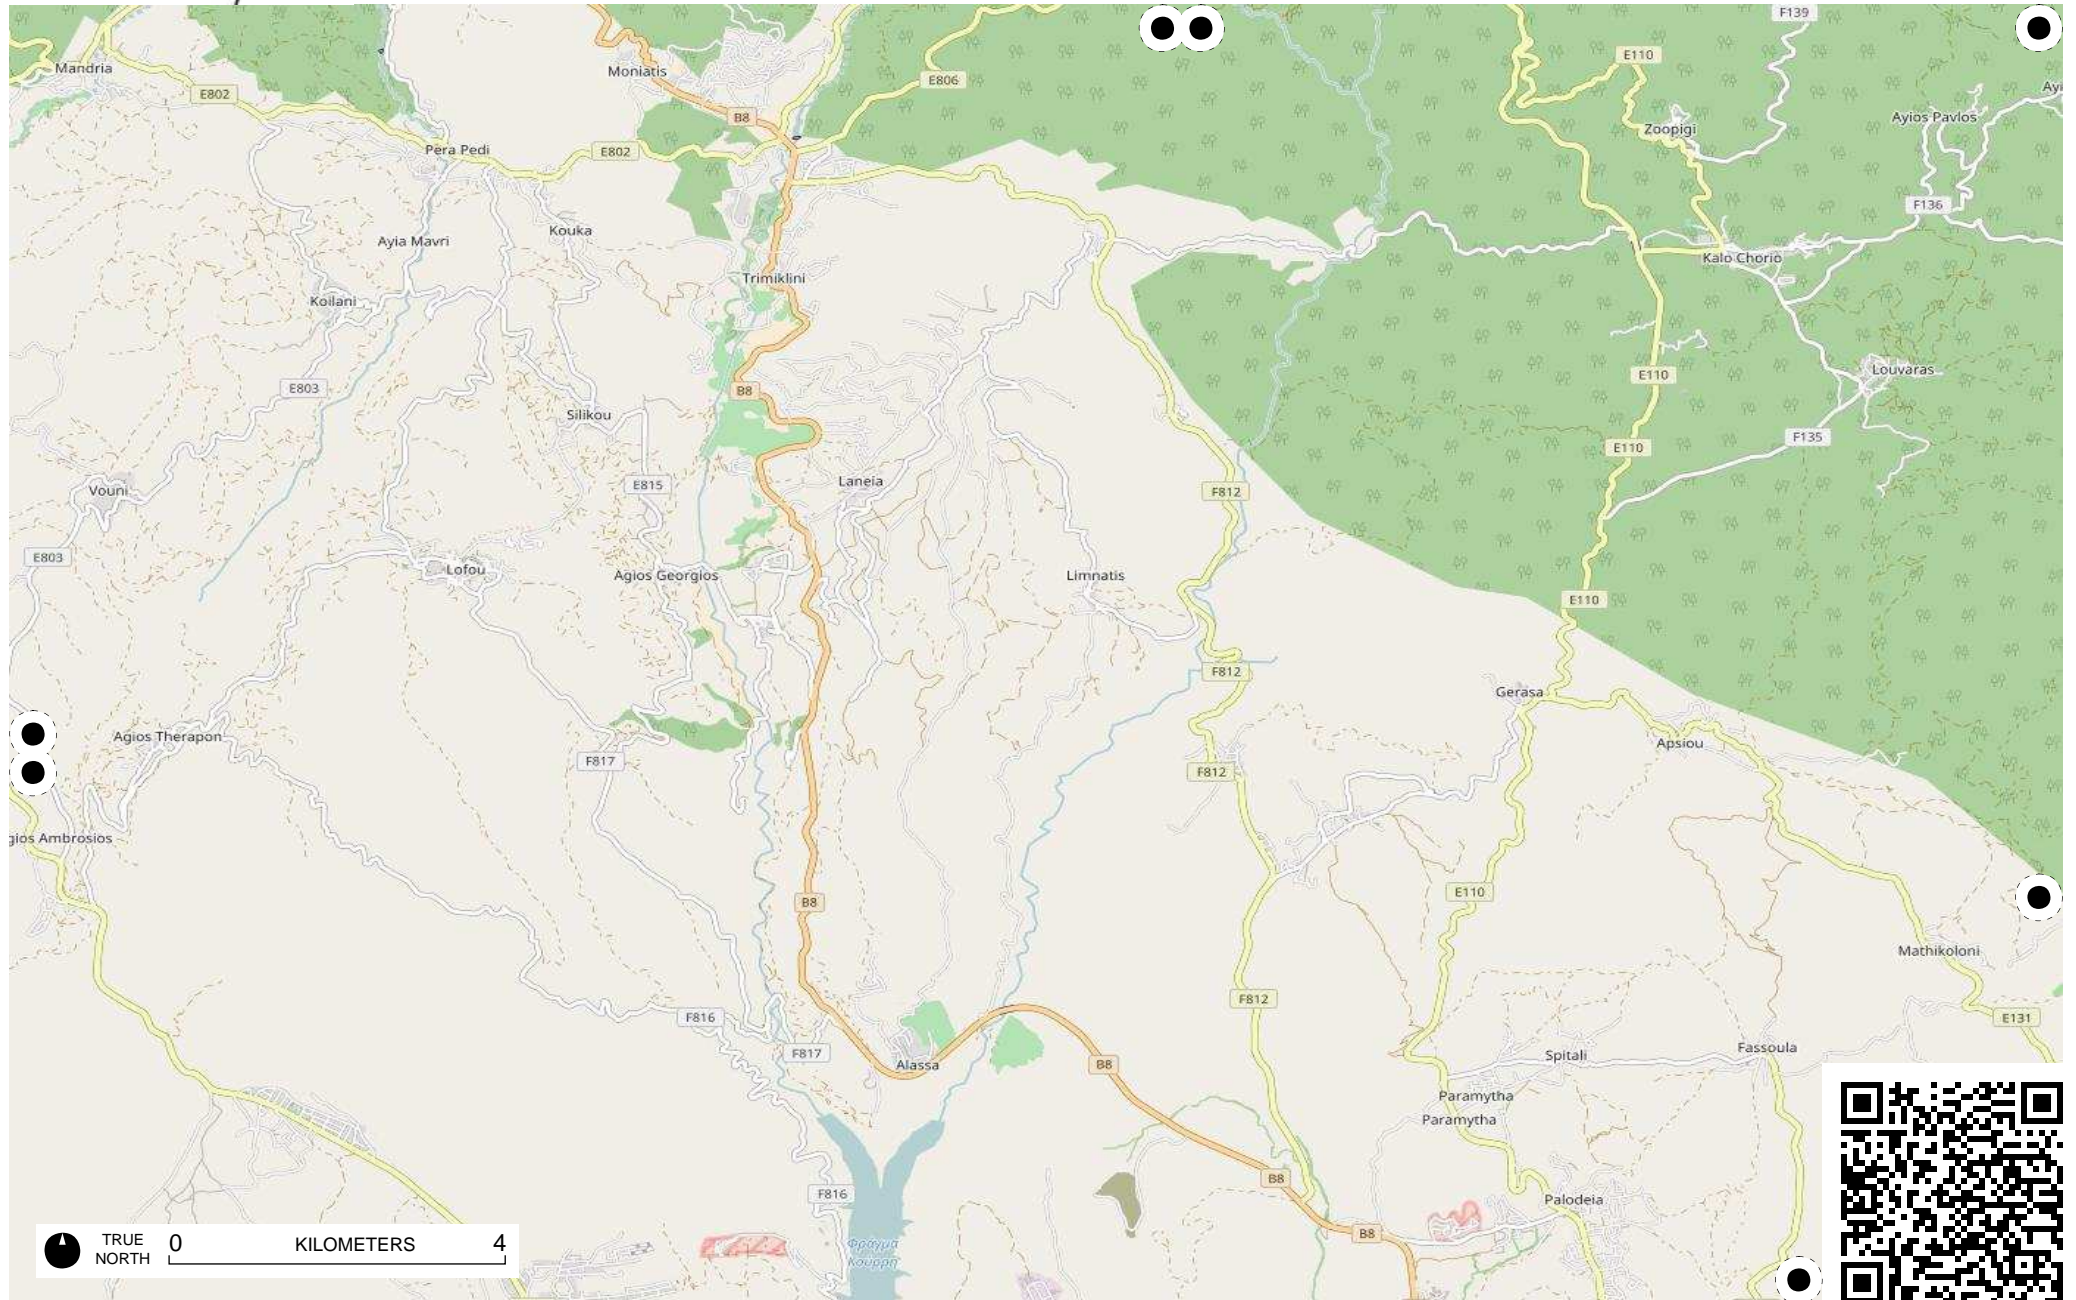 F139
Mandria
Moniatis
E110
E806
E802
B8
Zoopigi
Ayios Pavlos
Pera Pedi
E802
F136
Kouka
Ayia Mavri
Kalo Chorio
Trimiklini
Koilani
Louvaras
E110
E803
B8
Silikou
F135
E110
Laneia
E815
Vouni
F812
E803
Lofou
Agios Georgios
Limnatis
E110
F812
Gerasa
Agios Therapon
Apsiou
F817
F812
gios Ambrosios
E110
B8
Mathikoloni
F812
F816
E131
Fassoula
F817
Spitali
Alassa
B8
Paramytha
Paramytha
B8
F816
Palodeia
B8
Φράγμα
Κούρρη
TRUE
NORTH
0 KILOMETERS 4